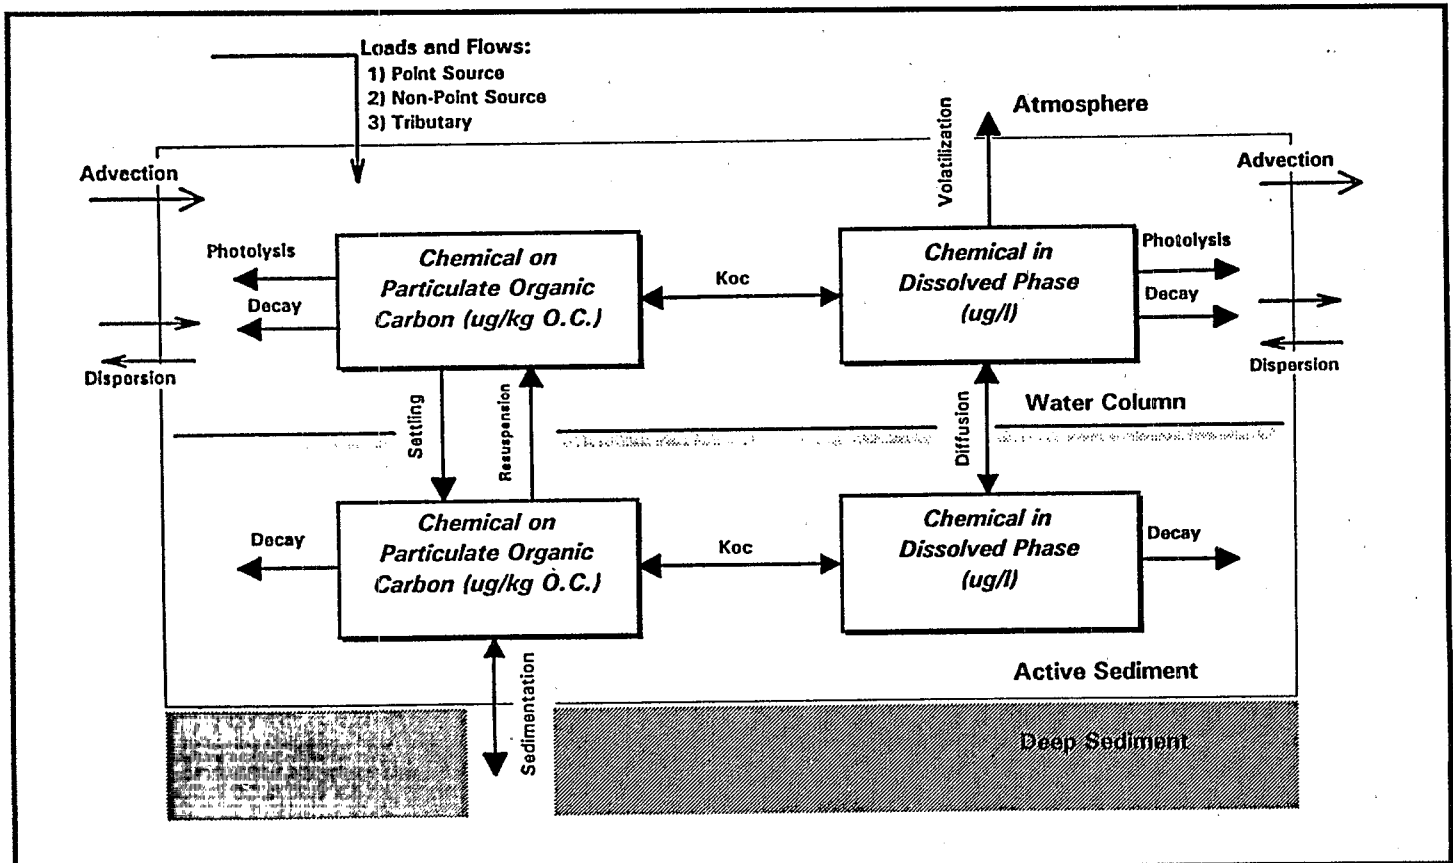 Loads and Flows:
1) Point Source
2) Non-Point Source
3) Tributary
Volatilization
Atmosphere
Advection
Advection
Photolysis
Decay
Chemical on
Particulate Organic
Carbon (ug/kg O.C.)
Koc
Chemical in
Dissolved Phase
(ug/l)
Photolysis
Decay
Dispersion
Dispersion
Settling
Resuspension
Diffusion
Water Column
Decay
Chemical on
Particulate Organic
Carbon (ug/kg O.C.)
Koc
Chemical in
Dissolved Phase
(ug/l)
Decay
Sedimentation
Active Sediment
Deep Sediment